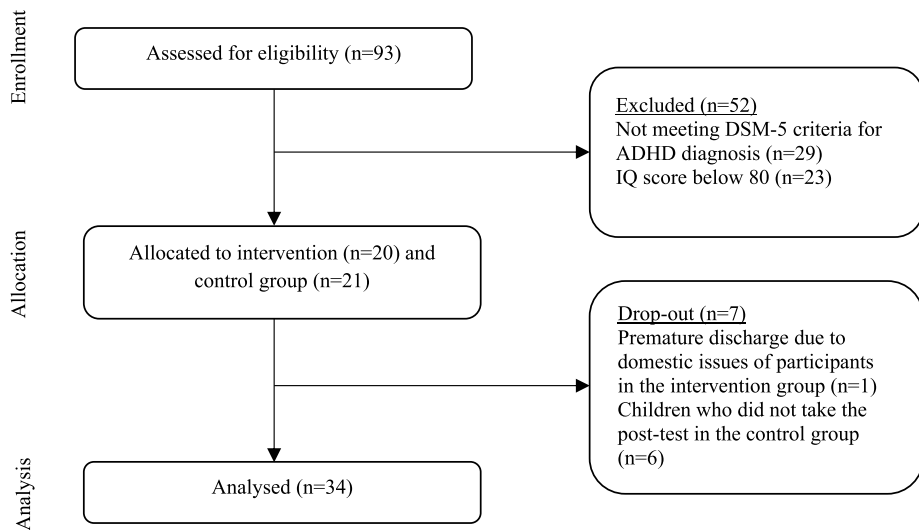 Enrollment
Assessed for eligibility (n=93)
Excluded (n=52)
Not meeting DSM-5 criteria for
ADHD diagnosis (n=29)
IQ score below 80 (n=23)
Allocation
Allocated to intervention (n=20) and
control group (n=21)
Drop-out (n=7)
Premature discharge due to
domestic issues of participants
in the intervention group (n=1)
Children who did not take the
post-test in the control group
(n=6)
Analysis
Analysed (n=34)